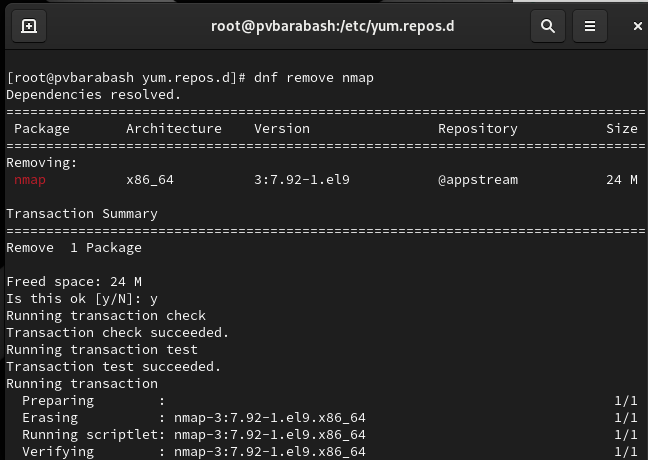 root@pvbarabash:/etc/yum.repos.d
[root@pvbarabash yum.repos.d]# dnf remove nmap
Dependencies resolved.
================================================================================
Package Architecture Version Repository Size
================================================================================
Removing:
nmap x86_64 3:7.92-1.el9 @appstream 24 M
Transaction Summary
================================================================================
Remove 1 Package
Freed space: 24 M
Is this ok [y/N]: y
Running transaction check
Transaction check succeeded.
Running transaction test
Transaction test succeeded.
Running transaction
Preparing : 1/1
Erasing : nmap-3:7.92-1.el9.x86_64 1/1
Running scriptlet: nmap-3:7.92-1.el9.x86_64 1/1
Verifying : nmap-3:7.92-1.el9.x86_64 1/1